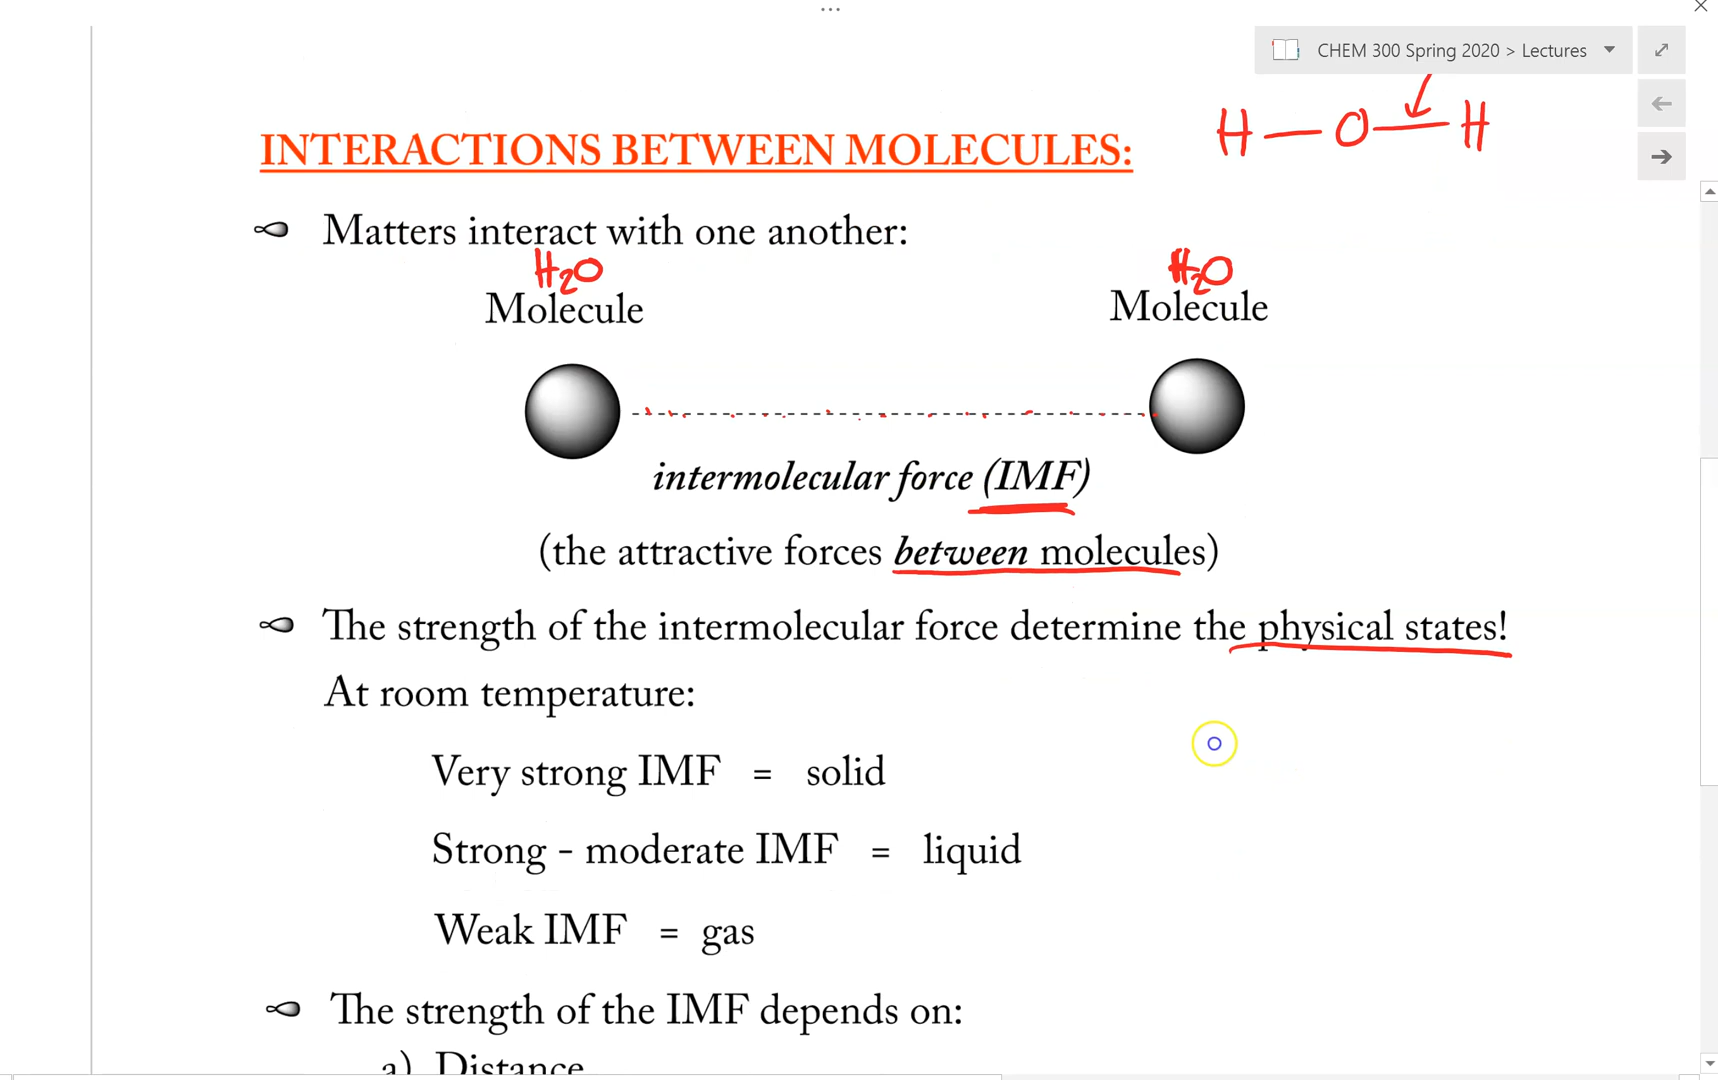 CHEM 300 Spring 2020 > Lectures
H — O — H
INTERACTIONS BETWEEN MOLECULES:
Matters interact with one another:
H₂O H₂O
Molecule Molecule
intermolecular force (IMF)
(the attractive forces between molecules)
The strength of the intermolecular force determine the physical states!
At room temperature:
Very strong IMF = solid
Strong - moderate IMF = liquid
Weak IMF = gas
The strength of the IMF depends on:
a) Distance